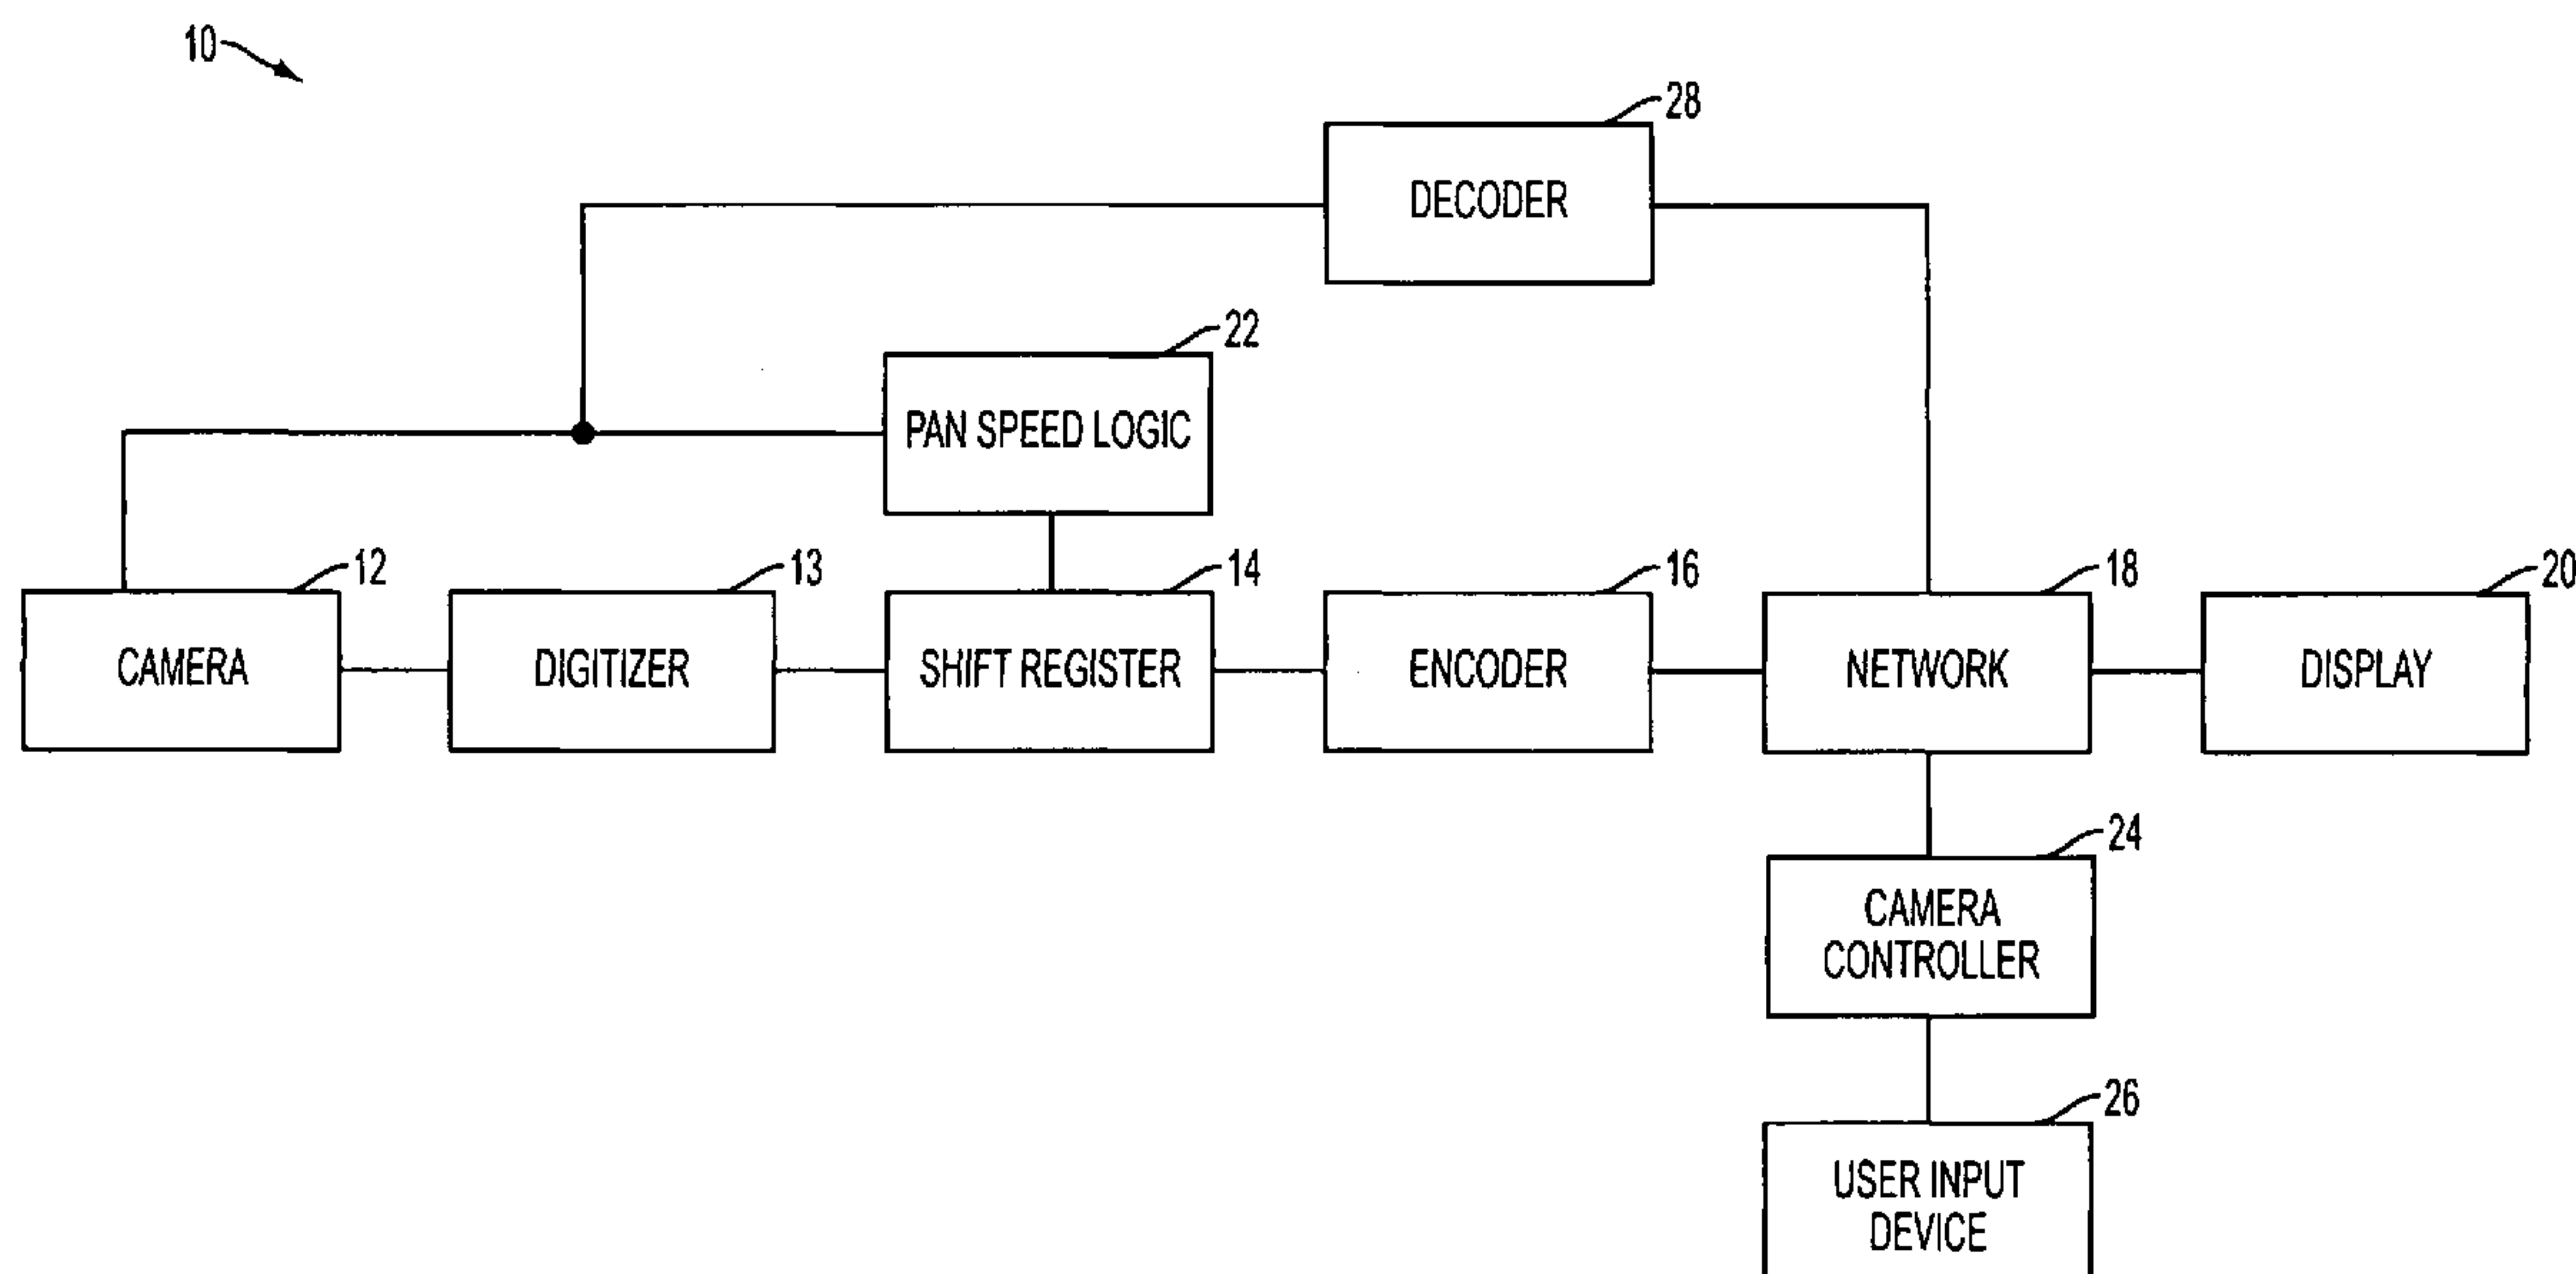 10
28
DECODER
22
PAN SPEED LOGIC
12
13
14
16
18
20
CAMERA
DIGITIZER
SHIFT REGISTER
ENCODER
NETWORK
DISPLAY
24
CAMERA
CONTROLLER
26
USER INPUT
DEVICE